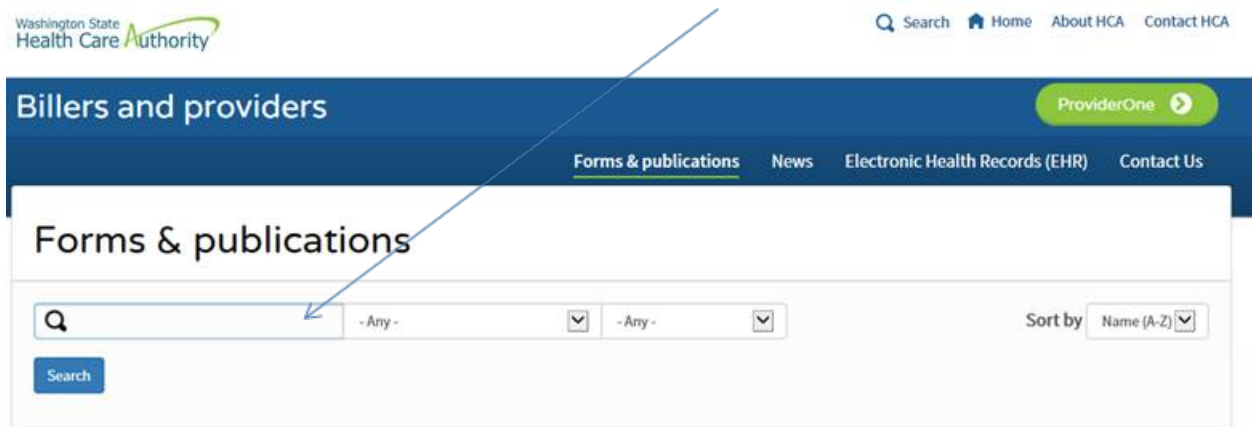 Washington State
Health Care Authority
Search Home About HCA Contact HCA
Billers and providers
ProviderOne
Forms & publications News Electronic Health Records (EHR) Contact Us
Forms & publications
- Any - - Any - Sort by Name (A-Z)
Search